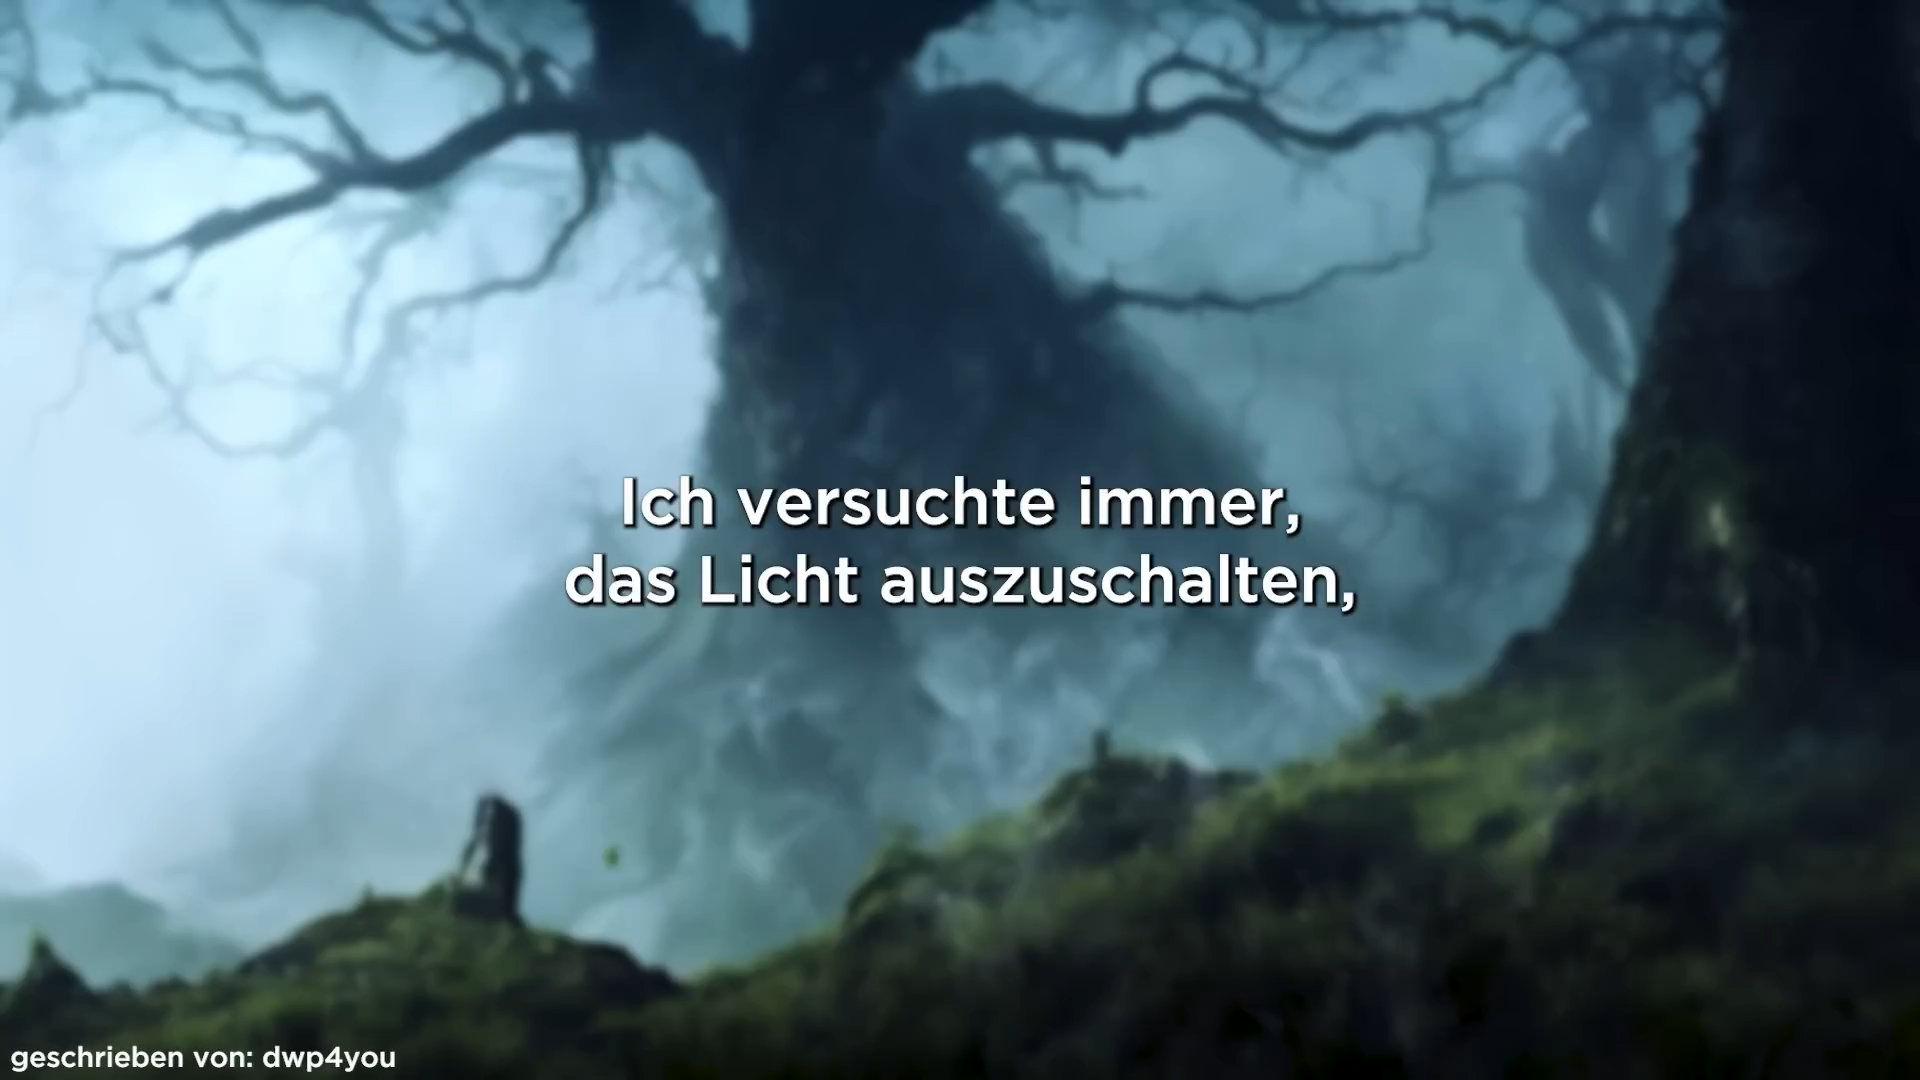 Ich versuchte immer,
das Licht auszuschalten,
geschrieben von: dwp4you